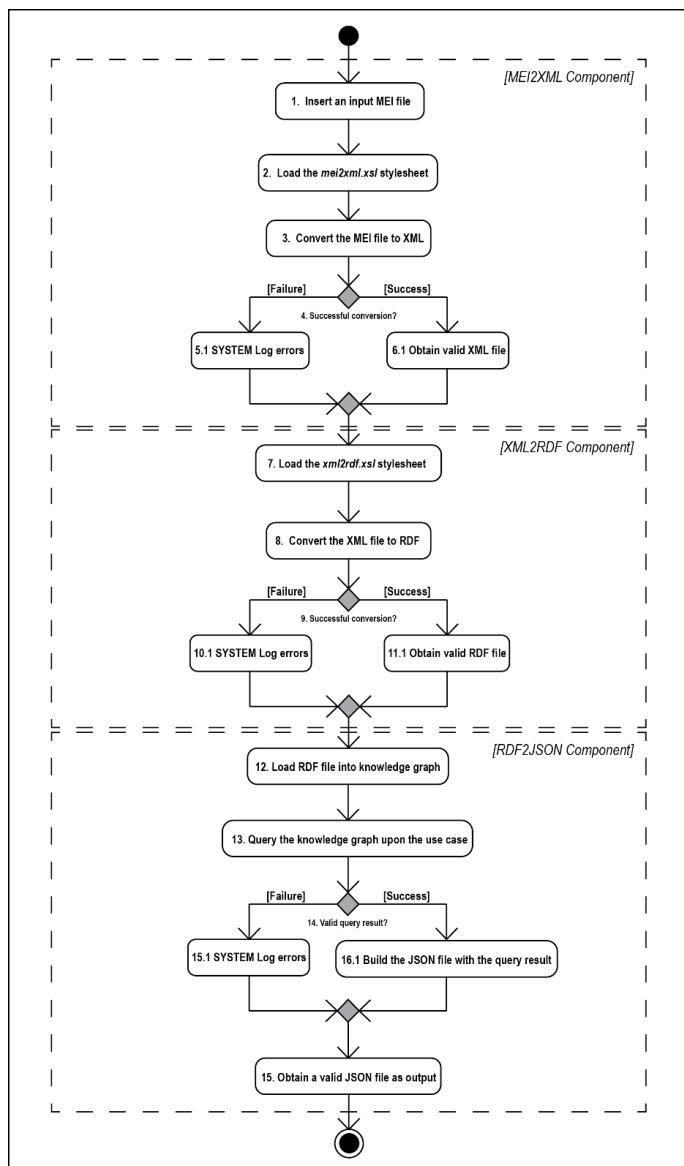 [MEI2XML Component]
1. Insert an input MEI file
2. Load the mei2xml.xsl stylesheet
3. Convert the MEI file to XML
[Failure]
[Success]
4. Successful conversion?
5.1 SYSTEM Log errors
6.1 Obtain valid XML file
[XML2RDF Component]
7. Load the xml2rdf.xsl stylesheet
8. Convert the XML file to RDF
[Failure]
[Success]
9. Successful conversion?
10.1 SYSTEM Log errors
11.1 Obtain valid RDF file
[RDF2JSON Component]
12. Load RDF file into knowledge graph
13. Query the knowledge graph upon the use case
[Failure]
[Success]
14. Valid query result?
15.1 SYSTEM Log errors
16.1 Build the JSON file with the query result
15. Obtain a valid JSON file as output